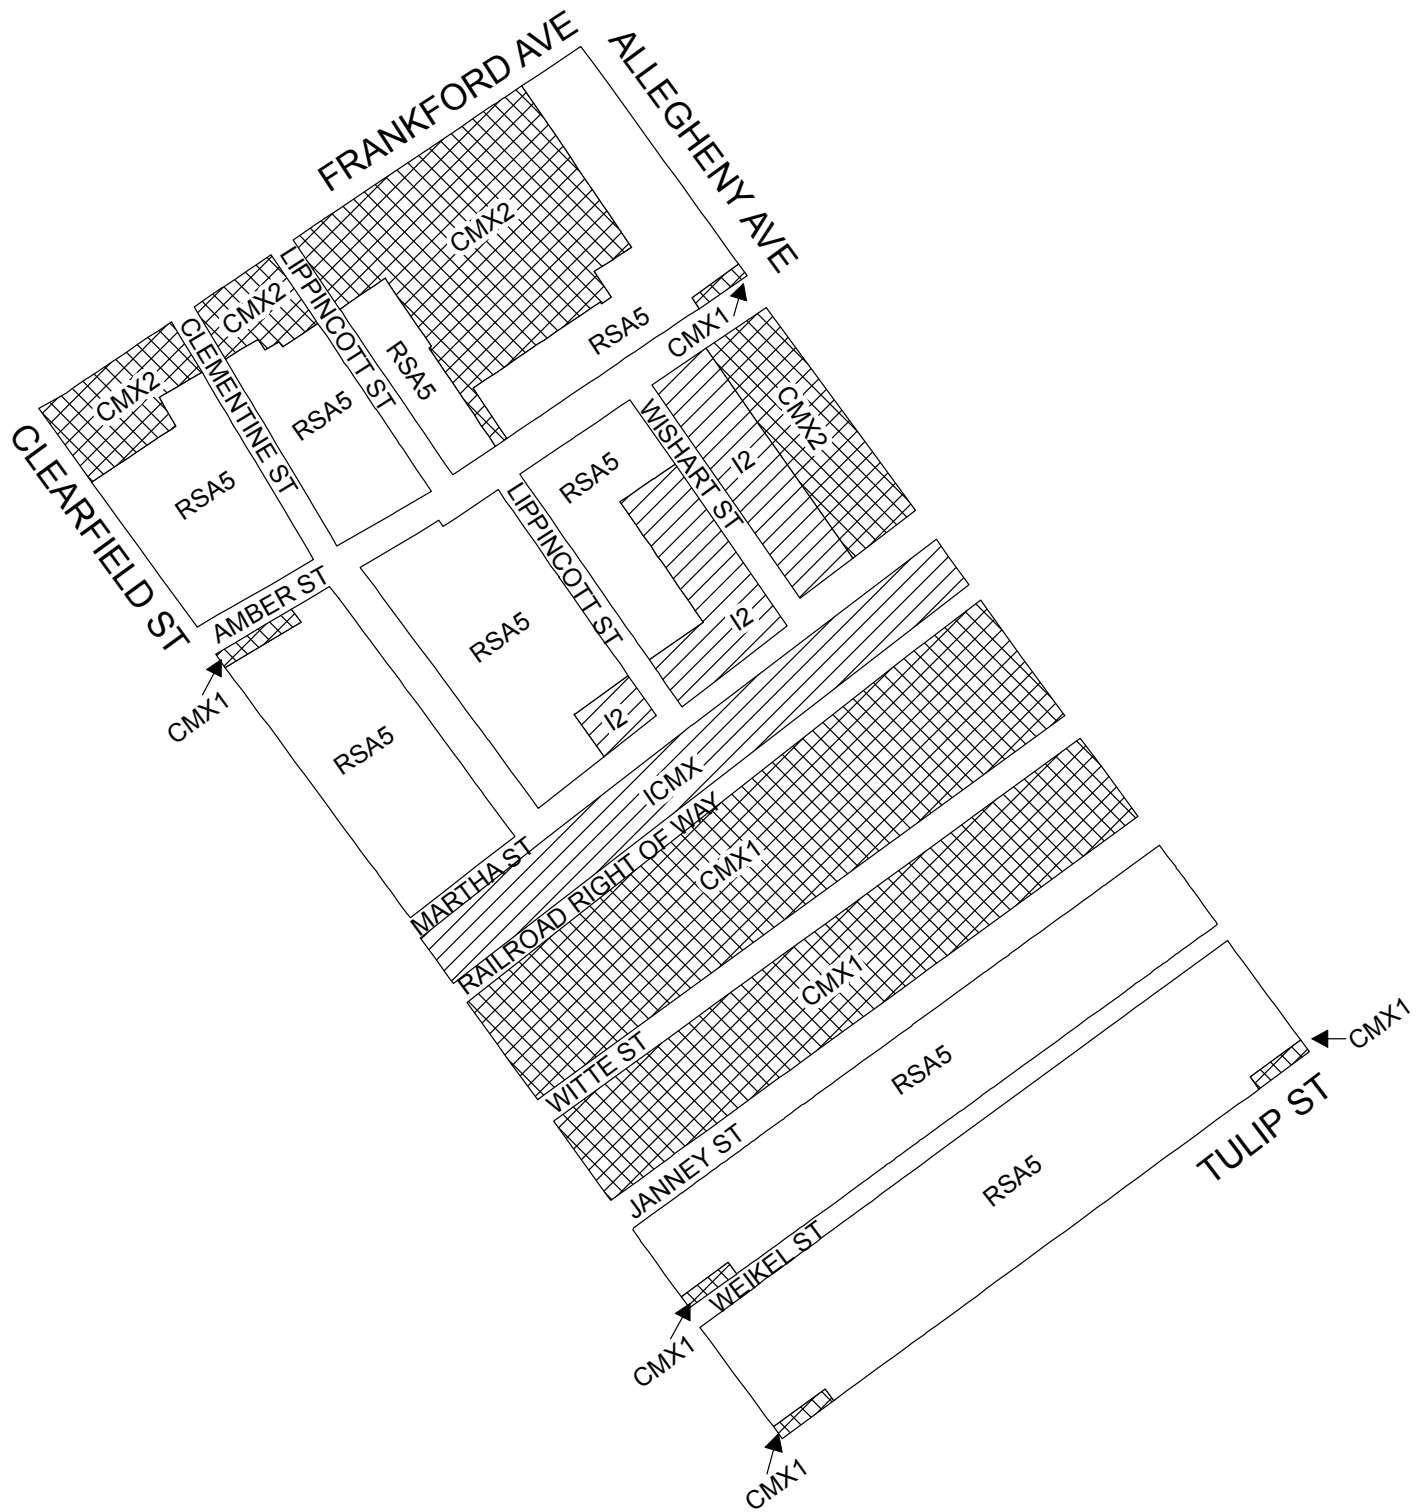 FRANKFORD AVE
ALLEGHENY AVE
CMX2
LIPPINCOTT ST
CMX2
CLEMENTINE ST
CMX2
RSA5
CMX1
RSA5
RSA5
CMX2
WISHART ST
I2
CLEARFIELD ST
RSA5
RSA5
LIPPINCOTT ST
AMBER ST
I2
RSA5
CMX1
I2
RSA5
ICMX
MARTHA ST
RAILROAD RIGHT OF WAY
CMX1
WITTE ST
CMX1
CMX1
JANNEY ST
RSA5
TULIP ST
WEIKEL ST
RSA5
CMX1
CMX1